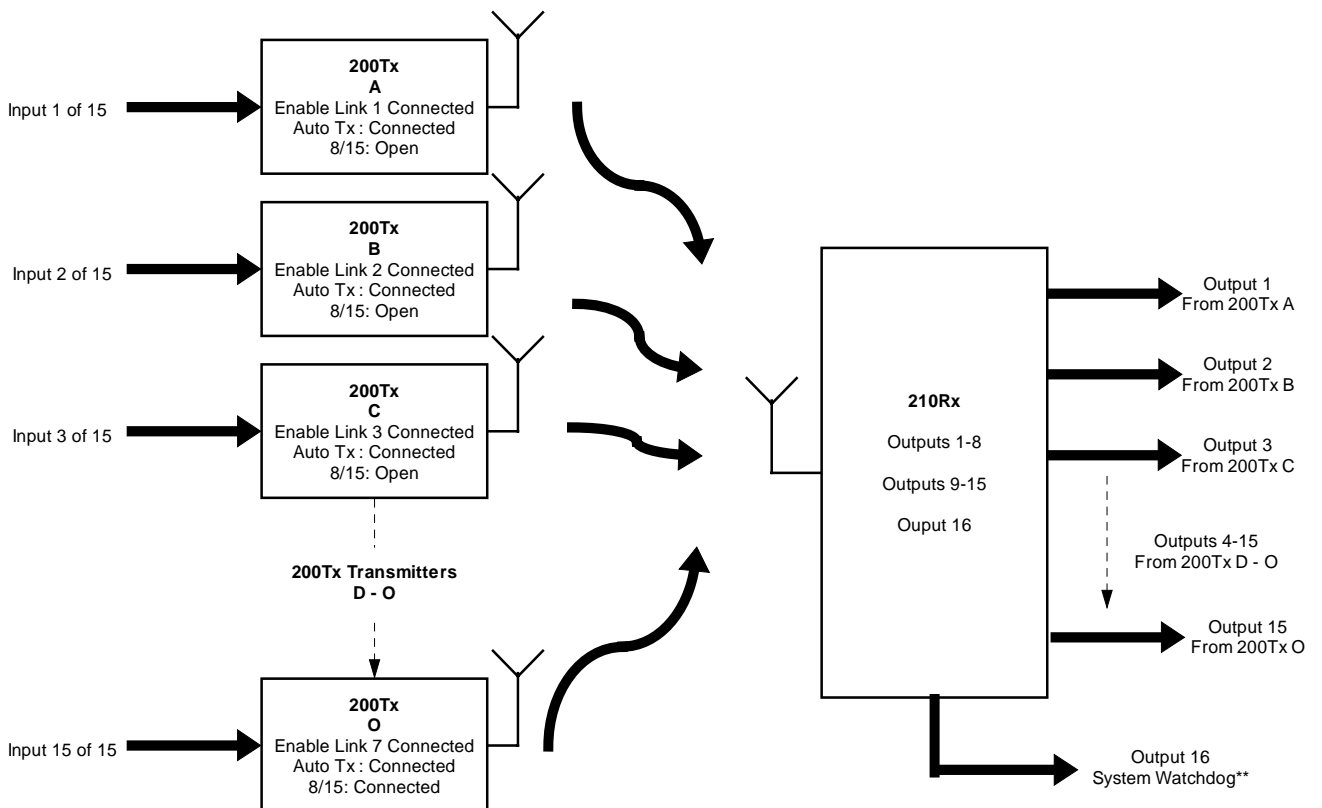 Input 1 of 15
200Tx
A
Enable Link 1 Connected
Auto Tx : Connected
8/15: Open
Input 2 of 15
200Tx
B
Enable Link 2 Connected
Auto Tx : Connected
8/15: Open
Input 3 of 15
200Tx
C
Enable Link 3 Connected
Auto Tx : Connected
8/15: Open
200Tx Transmitters
D - O
Input 15 of 15
200Tx
O
Enable Link 7 Connected
Auto Tx : Connected
8/15: Connected
210Rx
Outputs 1-8
Outputs 9-15
Ouput 16
Output 1
From 200Tx A
Output 2
From 200Tx B
Output 3
From 200Tx C
Outputs 4-15
From 200Tx D - O
Output 15
From 200Tx O
Output 16
System Watchdog**